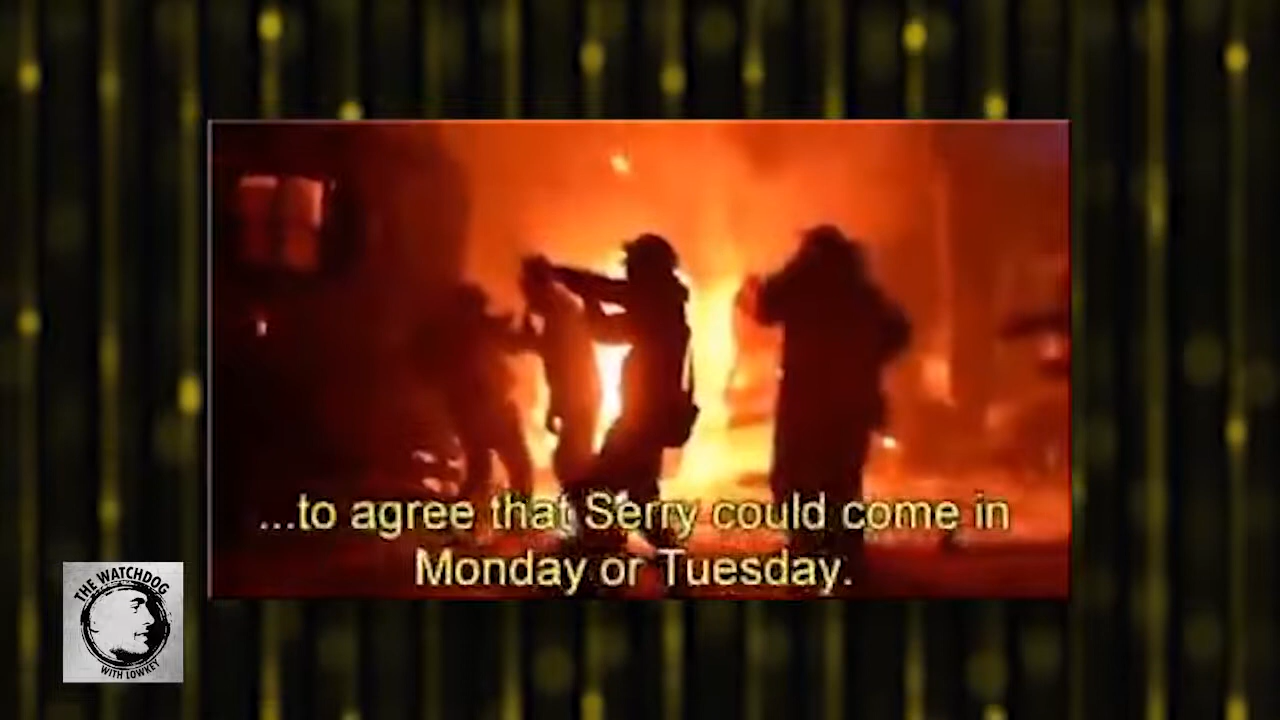 ...to agree that Serry could come in
Monday or Tuesday.
THE WATCHDOG
WITH LOWKEY